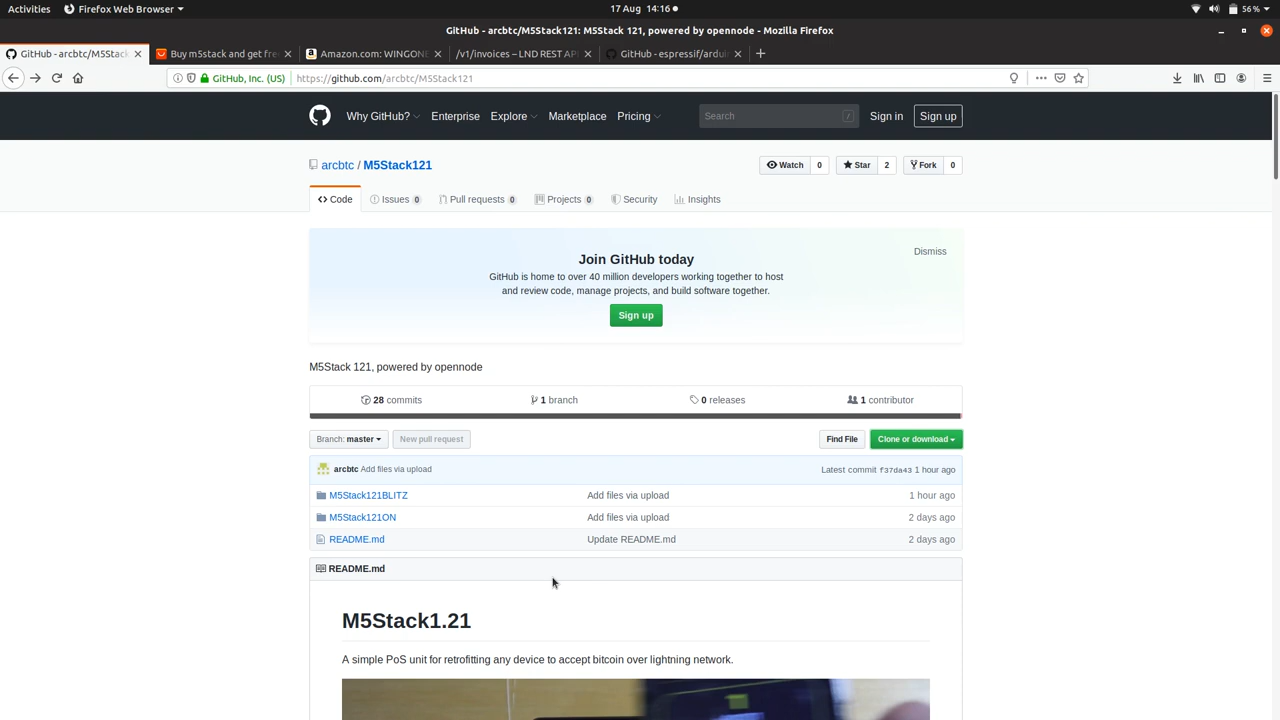 Activities Firefox Web Browser 17 Aug 14:16 56 %
GitHub - arcbtc/M5Stack121: M5Stack 121, powered by opennode - Mozilla Firefox
GitHub - arcbtc/M5Stack Buy m5stack and get free Amazon.com: WINGONE /v1/invoices – LND REST API GitHub - espressif/ardui
GitHub, Inc. (US) https://github.com/arcbtc/M5Stack121
Why GitHub? Enterprise Explore Marketplace Pricing Search / Sign in Sign up
arcbtc / M5Stack121 Watch 0 Star 2 Fork 0
Code Issues 0 Pull requests 0 Projects 0 Security Insights
Join GitHub today Dismiss
GitHub is home to over 40 million developers working together to host
and review code, manage projects, and build software together.
Sign up
M5Stack 121, powered by opennode
28 commits 1 branch 0 releases 1 contributor
Branch: master New pull request Find File Clone or download
arcbtc Add files via upload Latest commit f37da43 1 hour ago
M5Stack121BLITZ Add files via upload 1 hour ago
M5Stack121ON Add files via upload 2 days ago
README.md Update README.md 2 days ago
README.md
M5Stack1.21
A simple PoS unit for retrofitting any device to accept bitcoin over lightning network.